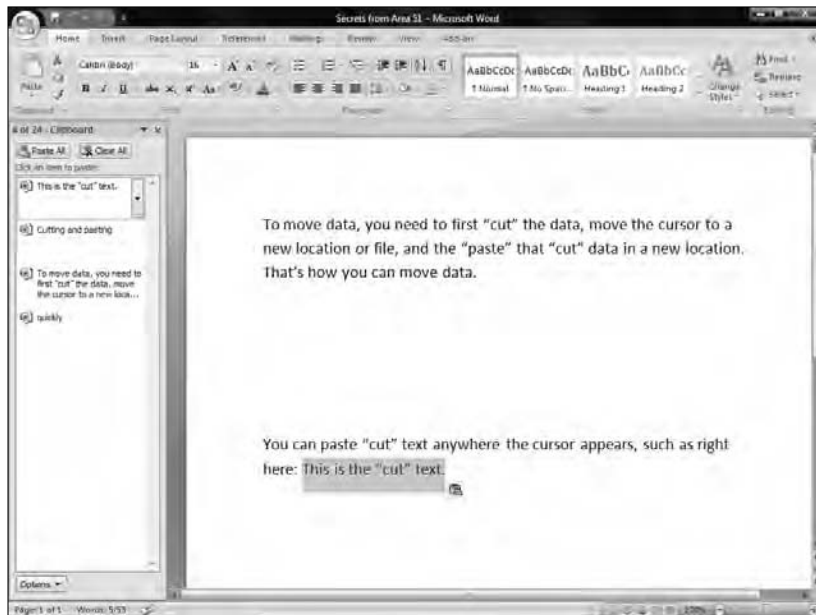 Secrets from Area 51 - Microsoft Word
Home Insert Page Layout References Mailings Review View Add-Ins
Calibri (Body) 16
Find
Paste
Replace
Change Styles
Select
AaBbCcDc AaBbCcDc AaBbC AaBbCc
¶ Normal ¶ No Spaci... Heading 1 Heading 2
Clipboard
Paragraph
Editing
4 of 24 - Clipboard
Paste All Clear All
Click an item to paste:
This is the "cut" text.
Cutting and pasting
To move data, you need to
first "cut" the data, move
the cursor to a new loca...
quickly
Options
To move data, you need to first “cut” the data, move the cursor to a
new location or file, and the “paste” that “cut” data in a new location.
That’s how you can move data.
You can paste “cut” text anywhere the cursor appears, such as right
here: This is the “cut” text.
Page: 1 of 1 Words: 5/53